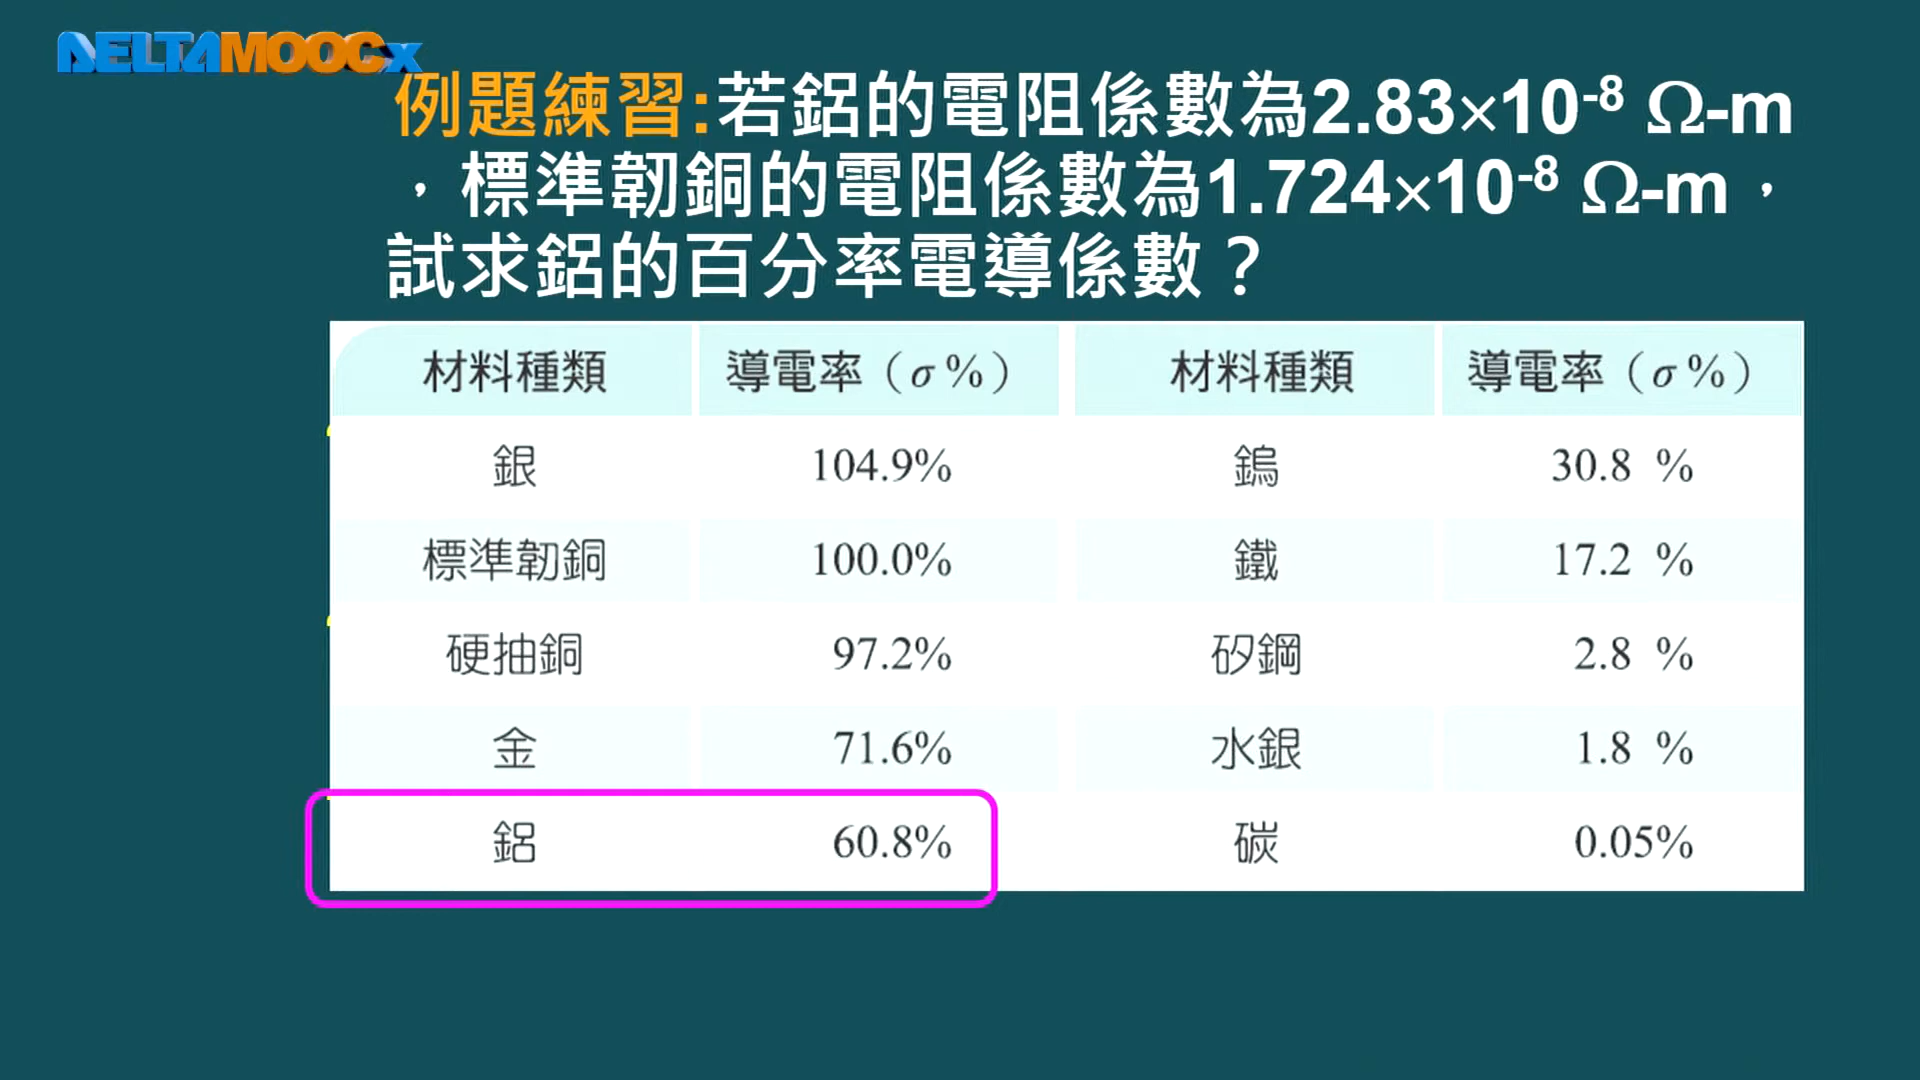 DELTAMOOCx
例題練習:若鋁的電阻係數為2.83×10⁻⁸ Ω-m
，標準韌銅的電阻係數為1.724×10⁻⁸ Ω-m，
試求鋁的百分率電導係數？
材料種類 導電率（σ%） 材料種類 導電率（σ%）
銀 104.9% 鎢 30.8 %
標準韌銅 100.0% 鐵 17.2 %
硬抽銅 97.2% 矽鋼 2.8 %
金 71.6% 水銀 1.8 %
鋁 60.8% 碳 0.05%